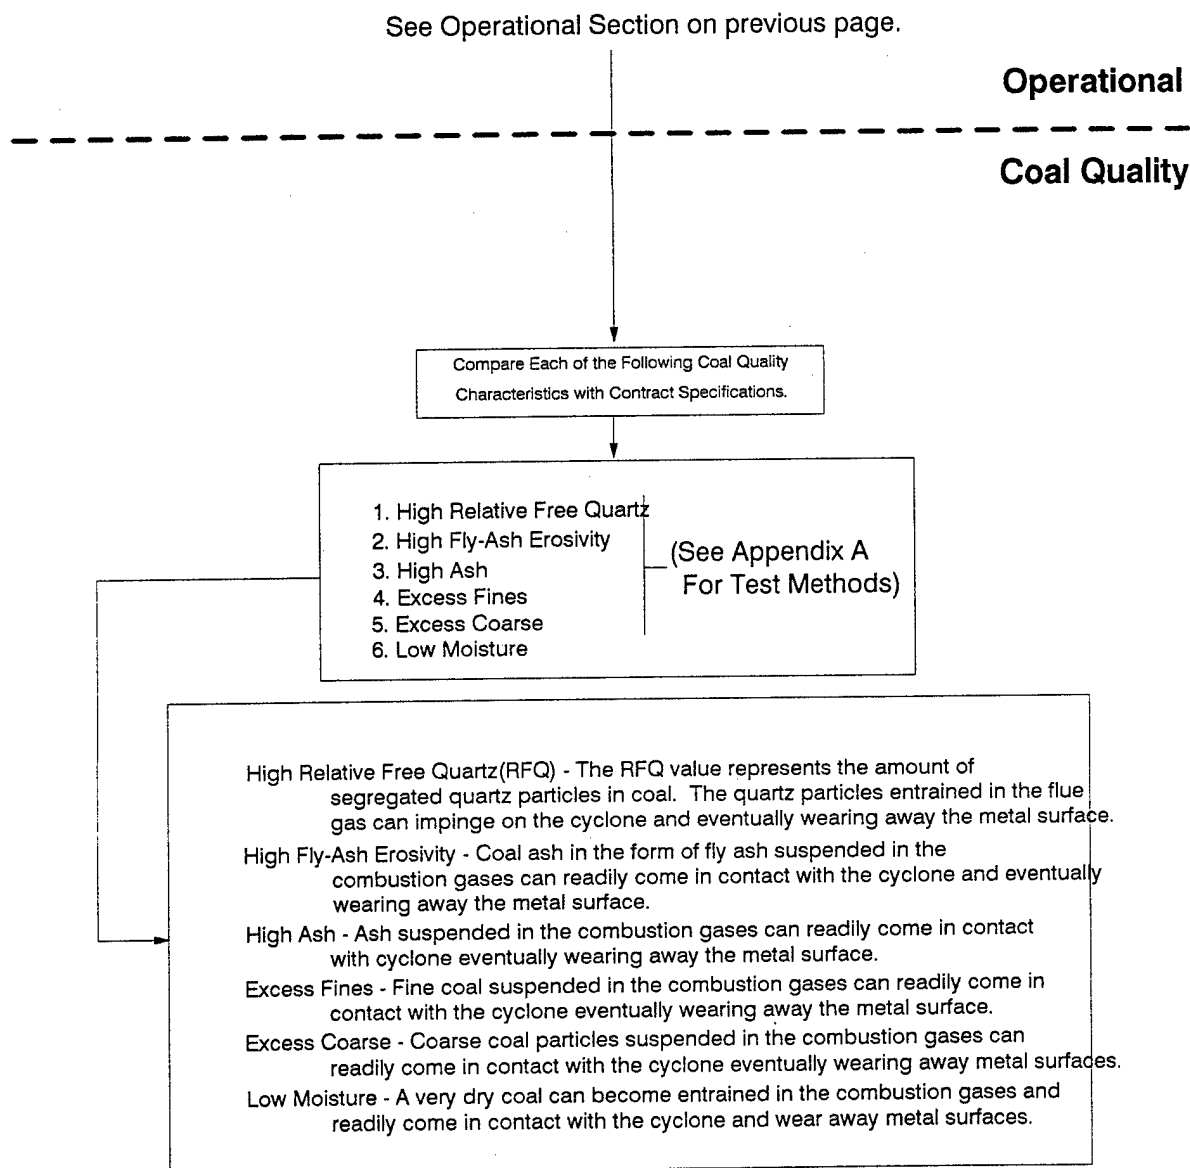 See Operational Section on previous page.
Operational
Coal Quality
Compare Each of the Following Coal Quality
Characteristics with Contract Specifications.
1. High Relative Free Quartz
2. High Fly-Ash Erosivity
3. High Ash
4. Excess Fines
5. Excess Coarse
6. Low Moisture
(See Appendix A
For Test Methods)
High Relative Free Quartz(RFQ) - The RFQ value represents the amount of
segregated quartz particles in coal. The quartz particles entrained in the flue
gas can impinge on the cyclone and eventually wearing away the metal surface.
High Fly-Ash Erosivity - Coal ash in the form of fly ash suspended in the
combustion gases can readily come in contact with the cyclone and eventually
wearing away the metal surface.
High Ash - Ash suspended in the combustion gases can readily come in contact
with cyclone eventually wearing away the metal surface.
Excess Fines - Fine coal suspended in the combustion gases can readily come in
contact with the cyclone eventually wearing away the metal surface.
Excess Coarse - Coarse coal particles suspended in the combustion gases can
readily come in contact with the cyclone eventually wearing away metal surfaces.
Low Moisture - A very dry coal can become entrained in the combustion gases and
readily come in contact with the cyclone and wear away metal surfaces.